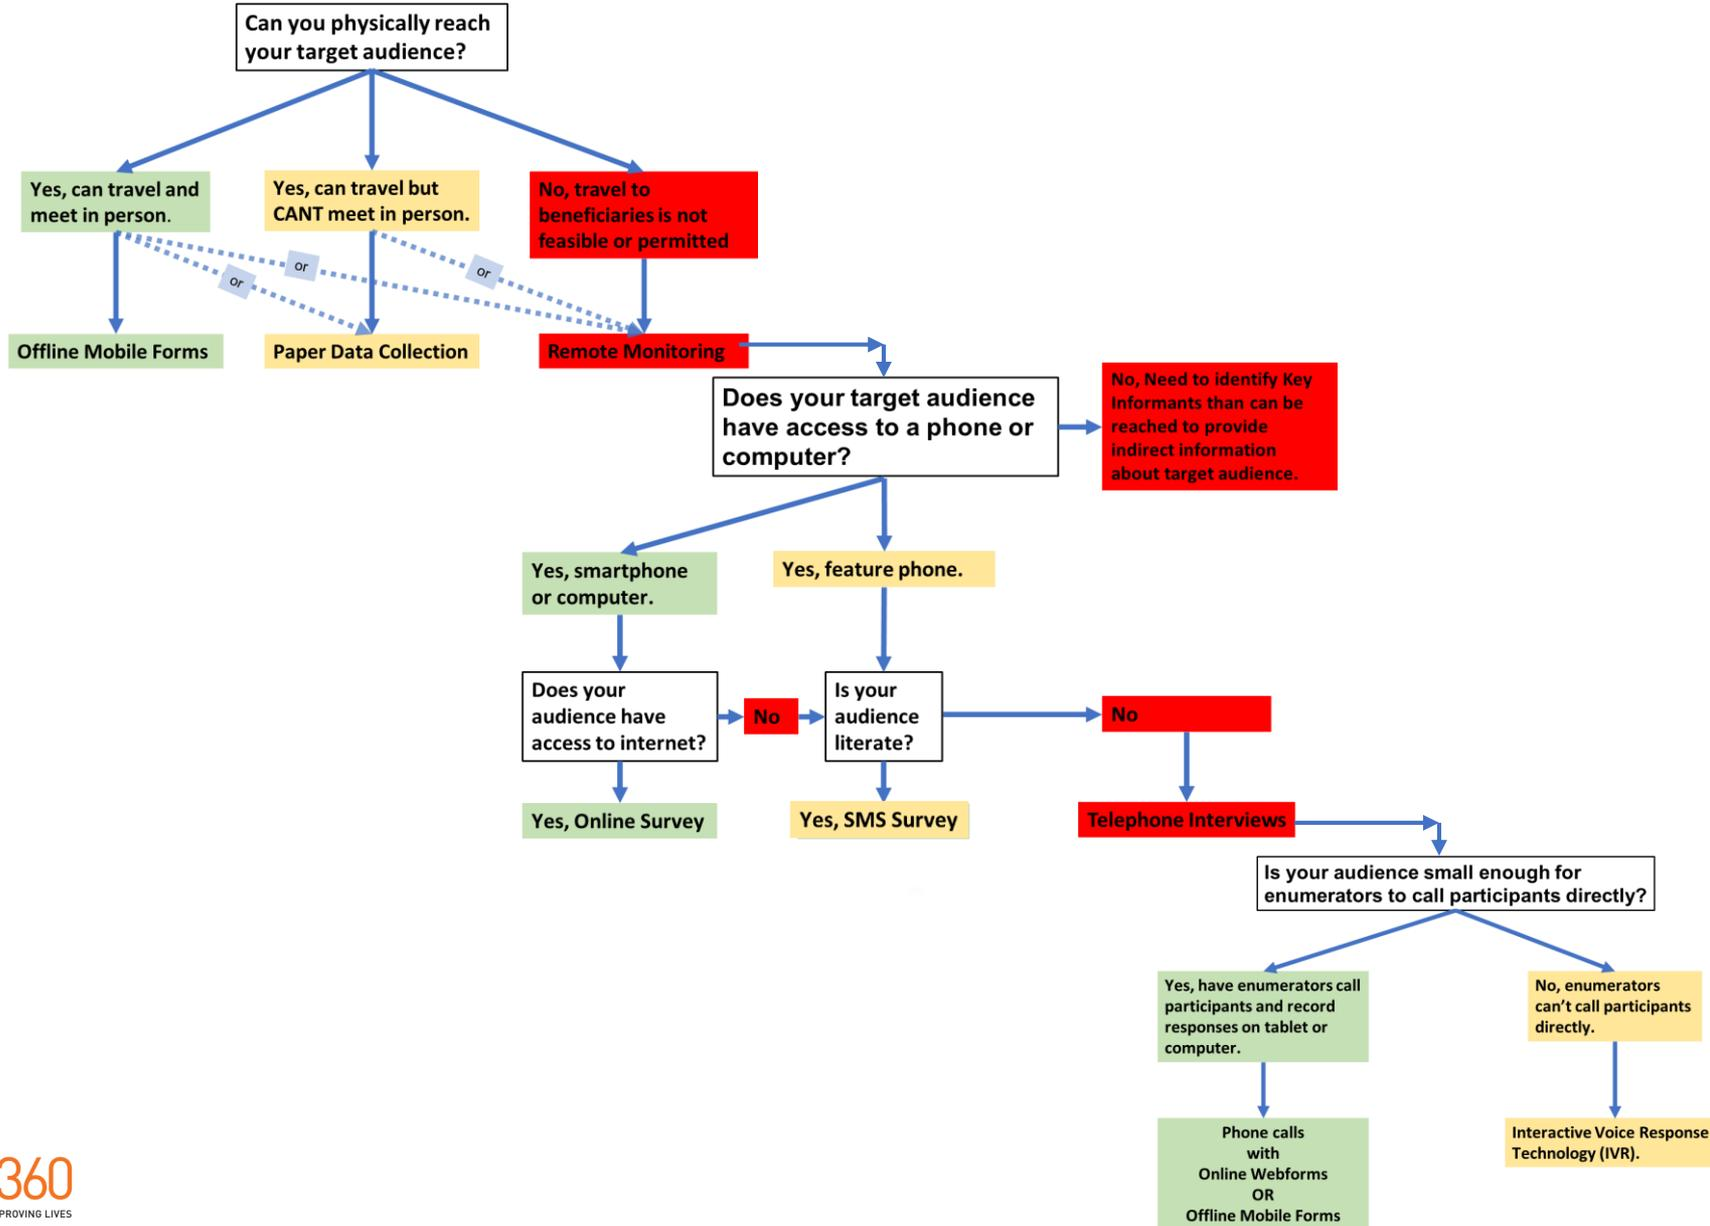 Can you physically reach
your target audience?
Yes, can travel and
meet in person.
Yes, can travel but
CANT meet in person.
No, travel to
beneficiaries is not
feasible or permitted
or
or
or
Offline Mobile Forms
Paper Data Collection
Remote Monitoring
Does your target audience
have access to a phone or
computer?
No, Need to identify Key
Informants than can be
reached to provide
indirect information
about target audience.
Yes, smartphone
or computer.
Yes, feature phone.
Does your
audience have
access to internet?
No
Is your
audience
literate?
No
Yes, Online Survey
Yes, SMS Survey
Telephone Interviews
Is your audience small enough for
enumerators to call participants directly?
Yes, have enumerators call
participants and record
responses on tablet or
computer.
No, enumerators
can’t call participants
directly.
Phone calls
with
Online Webforms
OR
Offline Mobile Forms
Interactive Voice Response
Technology (IVR).
360
PROVING LIVES